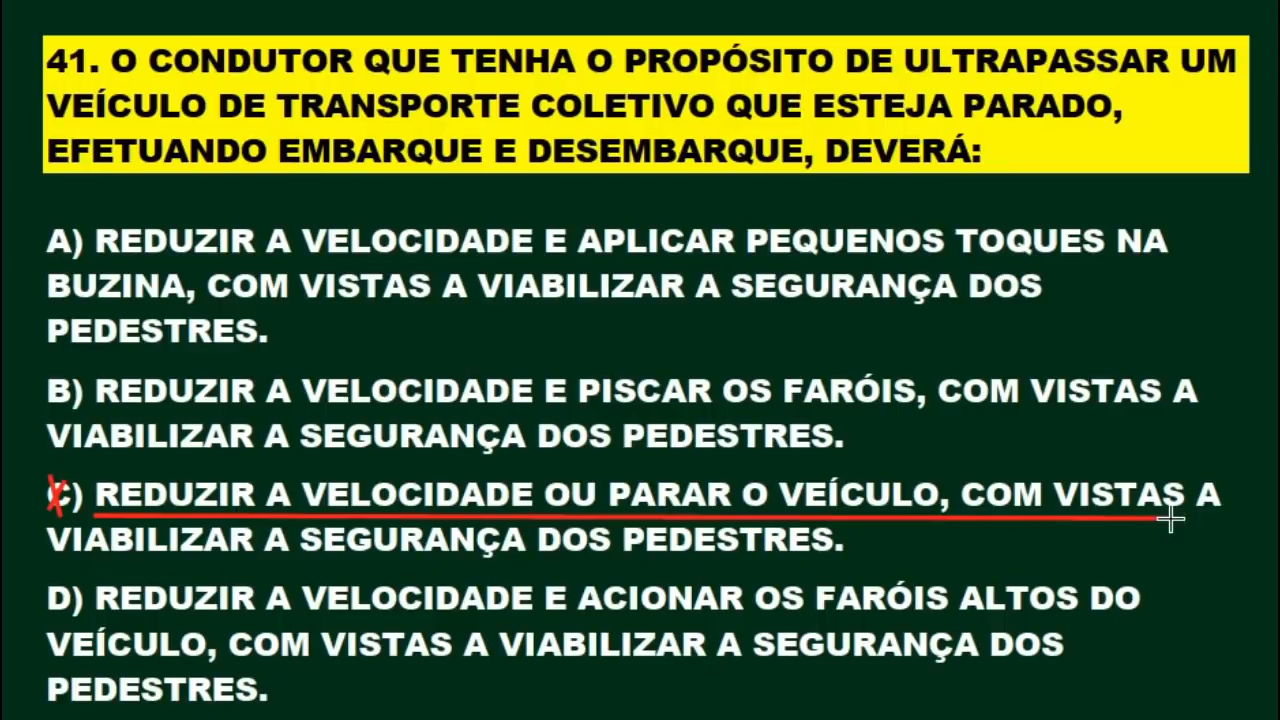 41. O CONDUTOR QUE TENHA O PROPÓSITO DE ULTRAPASSAR UM
VEÍCULO DE TRANSPORTE COLETIVO QUE ESTEJA PARADO,
EFETUANDO EMBARQUE E DESEMBARQUE, DEVERÁ:
A) REDUZIR A VELOCIDADE E APLICAR PEQUENOS TOQUES NA
BUZINA, COM VISTAS A VIABILIZAR A SEGURANÇA DOS
PEDESTRES.
B) REDUZIR A VELOCIDADE E PISCAR OS FARÓIS, COM VISTAS A
VIABILIZAR A SEGURANÇA DOS PEDESTRES.
C) REDUZIR A VELOCIDADE OU PARAR O VEÍCULO, COM VISTAS A
VIABILIZAR A SEGURANÇA DOS PEDESTRES.
D) REDUZIR A VELOCIDADE E ACIONAR OS FARÓIS ALTOS DO
VEÍCULO, COM VISTAS A VIABILIZAR A SEGURANÇA DOS
PEDESTRES.